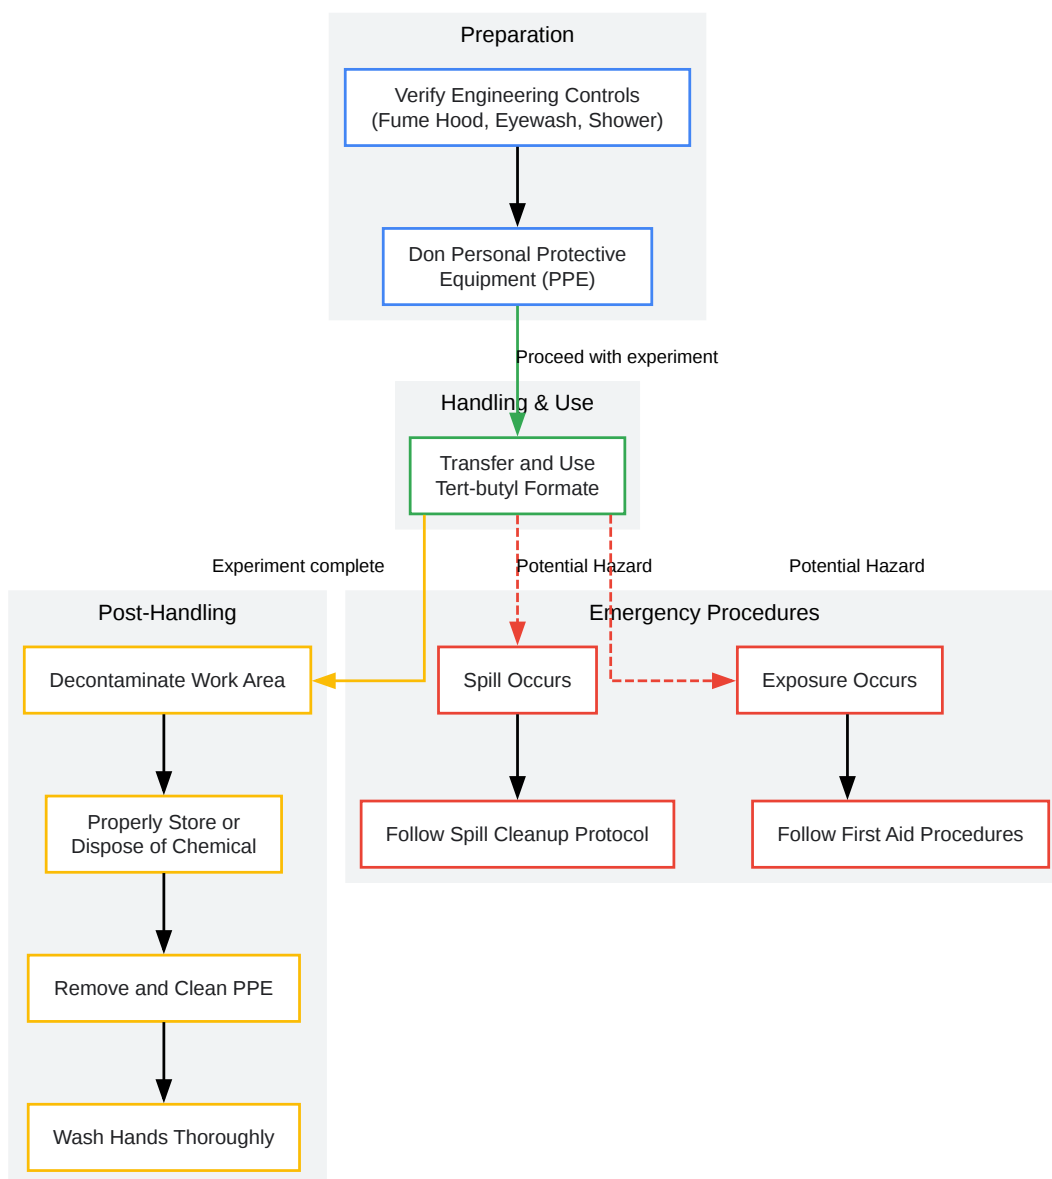 Preparation
Verify Engineering Controls
(Fume Hood, Eyewash, Shower)
Don Personal Protective
Equipment (PPE)
Proceed with experiment
Handling & Use
Transfer and Use
Tert-butyl Formate
Experiment complete
Potential Hazard
Potential Hazard
Post-Handling
Emergency Procedures
Decontaminate Work Area
Spill Occurs
Exposure Occurs
Properly Store or
Dispose of Chemical
Follow Spill Cleanup Protocol
Follow First Aid Procedures
Remove and Clean PPE
Wash Hands Thoroughly